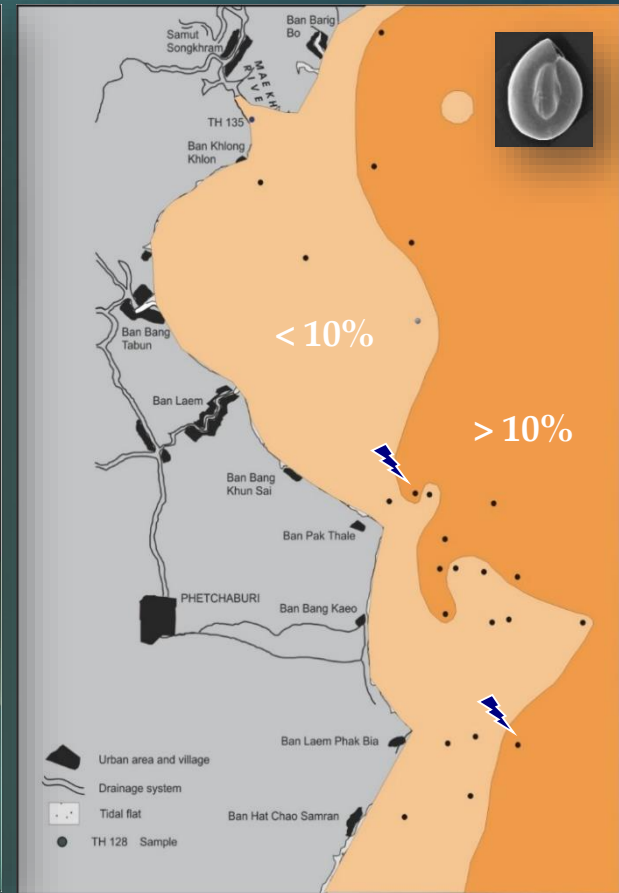 Samut
Songkhram
Ban Barig
Bo
MAEKH
RIVE
TH 135
Ban Khlong
Khlon
Ban Bang
Tabun
< 10%
> 10%
Ban Laem
Ban Bang
Khun Sai
Ban Pak Thale
PHETCHABURI
Ban Bang Kaeo
Ban Laem Phak Bia
Ban Hat Chao Samran
Urban area and village
Drainage system
Tidal flat
TH 128 Sample